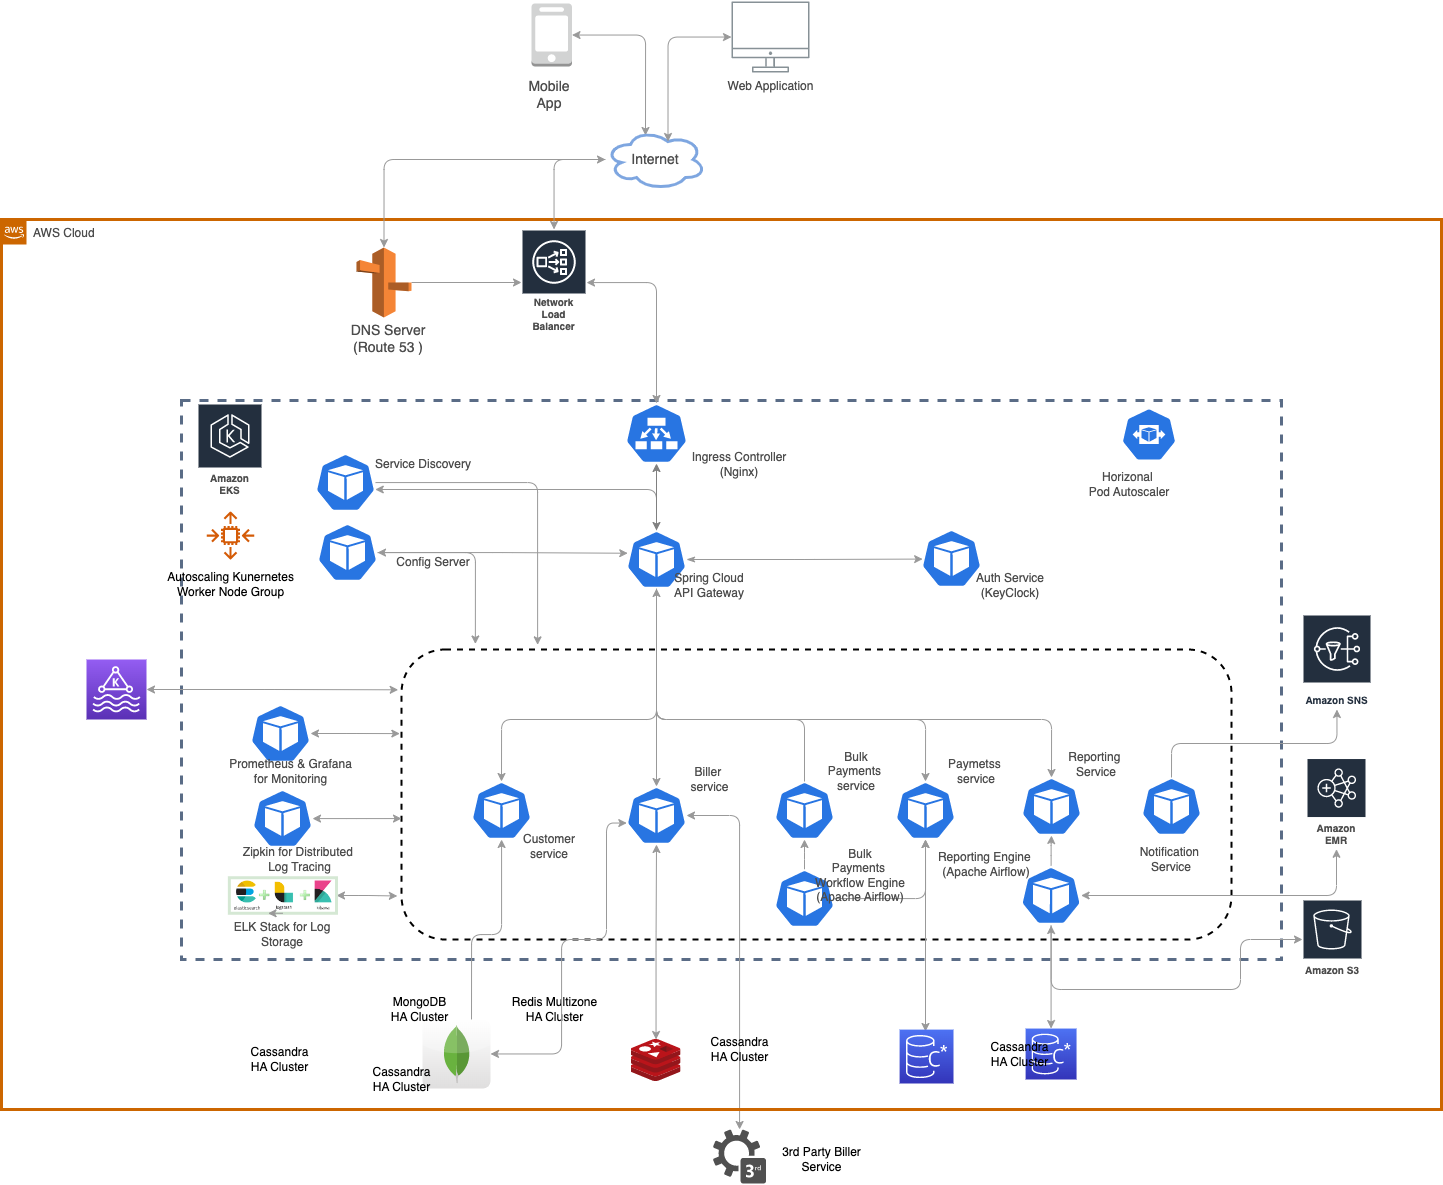 Mobile
App
Web Application
Internet
aws
AWS Cloud
DNS Server
(Route 53 )
Network
Load
Balancer
Amazon
EKS
Service Discovery
Ingress Controller
(Nginx)
Horizonal
Pod Autoscaler
Autoscaling Kunernetes
Worker Node Group
Config Server
Spring Cloud
API Gateway
Auth Service
(KeyClock)
K
Amazon SNS
Prometheus & Grafana
for Monitoring
Biller
service
Bulk
Payments
service
Paymetss
service
Reporting
Service
Zipkin for Distributed
Log Tracing
Customer
service
Bulk
Payments
Workflow Engine
(Apache Airflow)
Reporting Engine
(Apache Airflow)
Notification
Service
Amazon
EMR
elasticsearch
logstash
kibana
ELK Stack for Log
Storage
Amazon S3
MongoDB
HA Cluster
Redis Multizone
HA Cluster
Cassandra
HA Cluster
Cassandra
HA Cluster
Cassandra
HA Cluster
C*
Cassandra
HA Cluster
C*
3rd
3rd Party Biller
Service